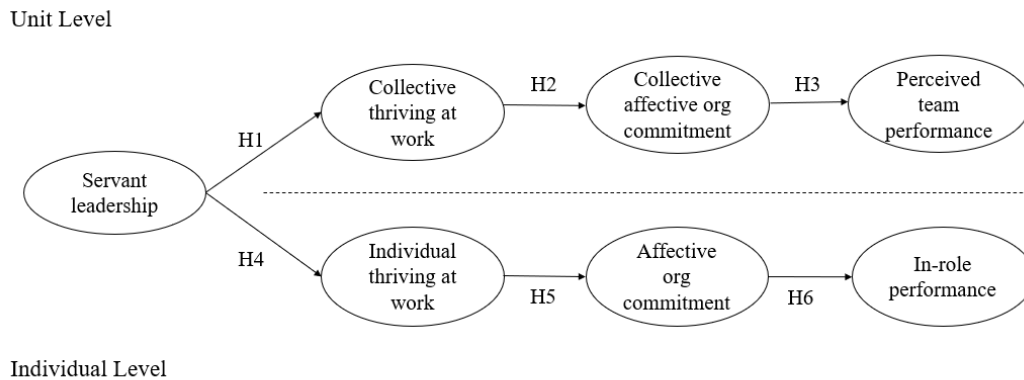 Unit Level
Collective
thriving at
work
H2
Collective
affective org
commitment
H3
Perceived
team
performance
H1
Servant
leadership
H4
Individual
thriving at
work
H5
Affective
org
commitment
H6
In-role
performance
Individual Level